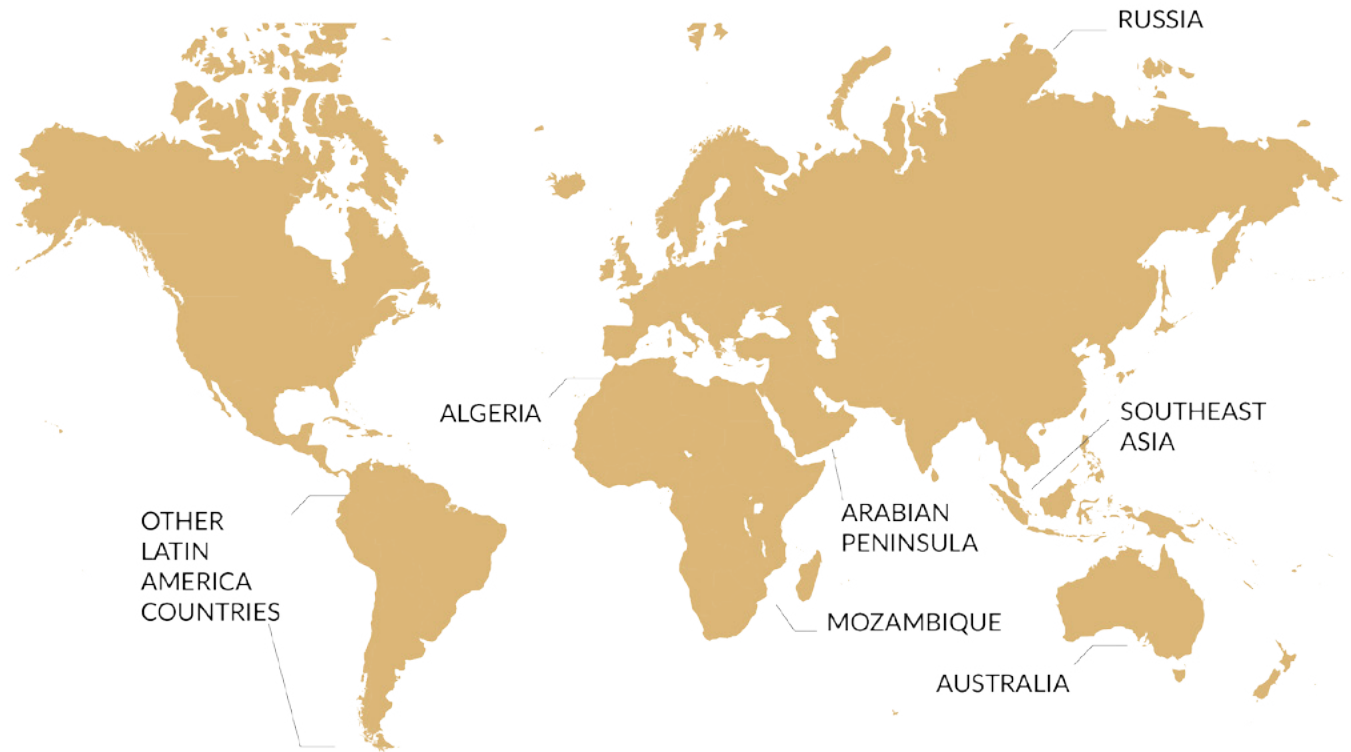 RUSSIA
ALGERIA
SOUTHEAST
ASIA
ARABIAN
PENINSULA
OTHER
LATIN
AMERICA
COUNTRIES
MOZAMBIQUE
AUSTRALIA